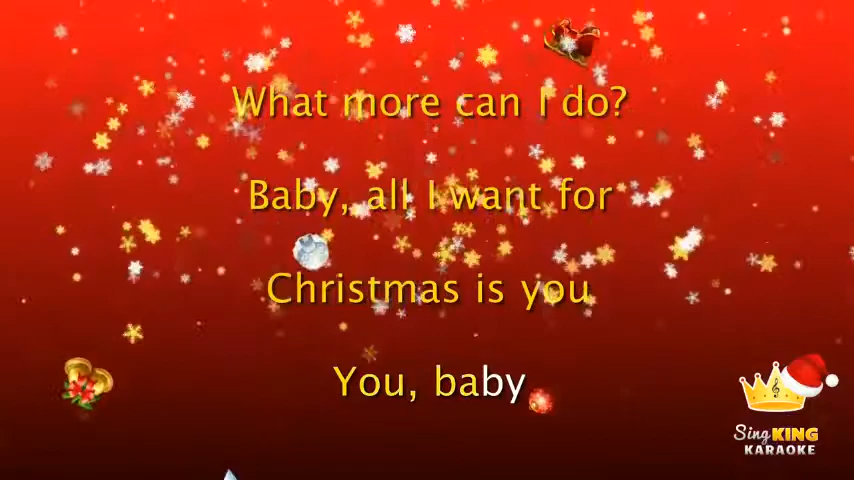 What more can I do?
Baby, all I want for
Christmas is you
You, baby
Sing KING
KARAOKE